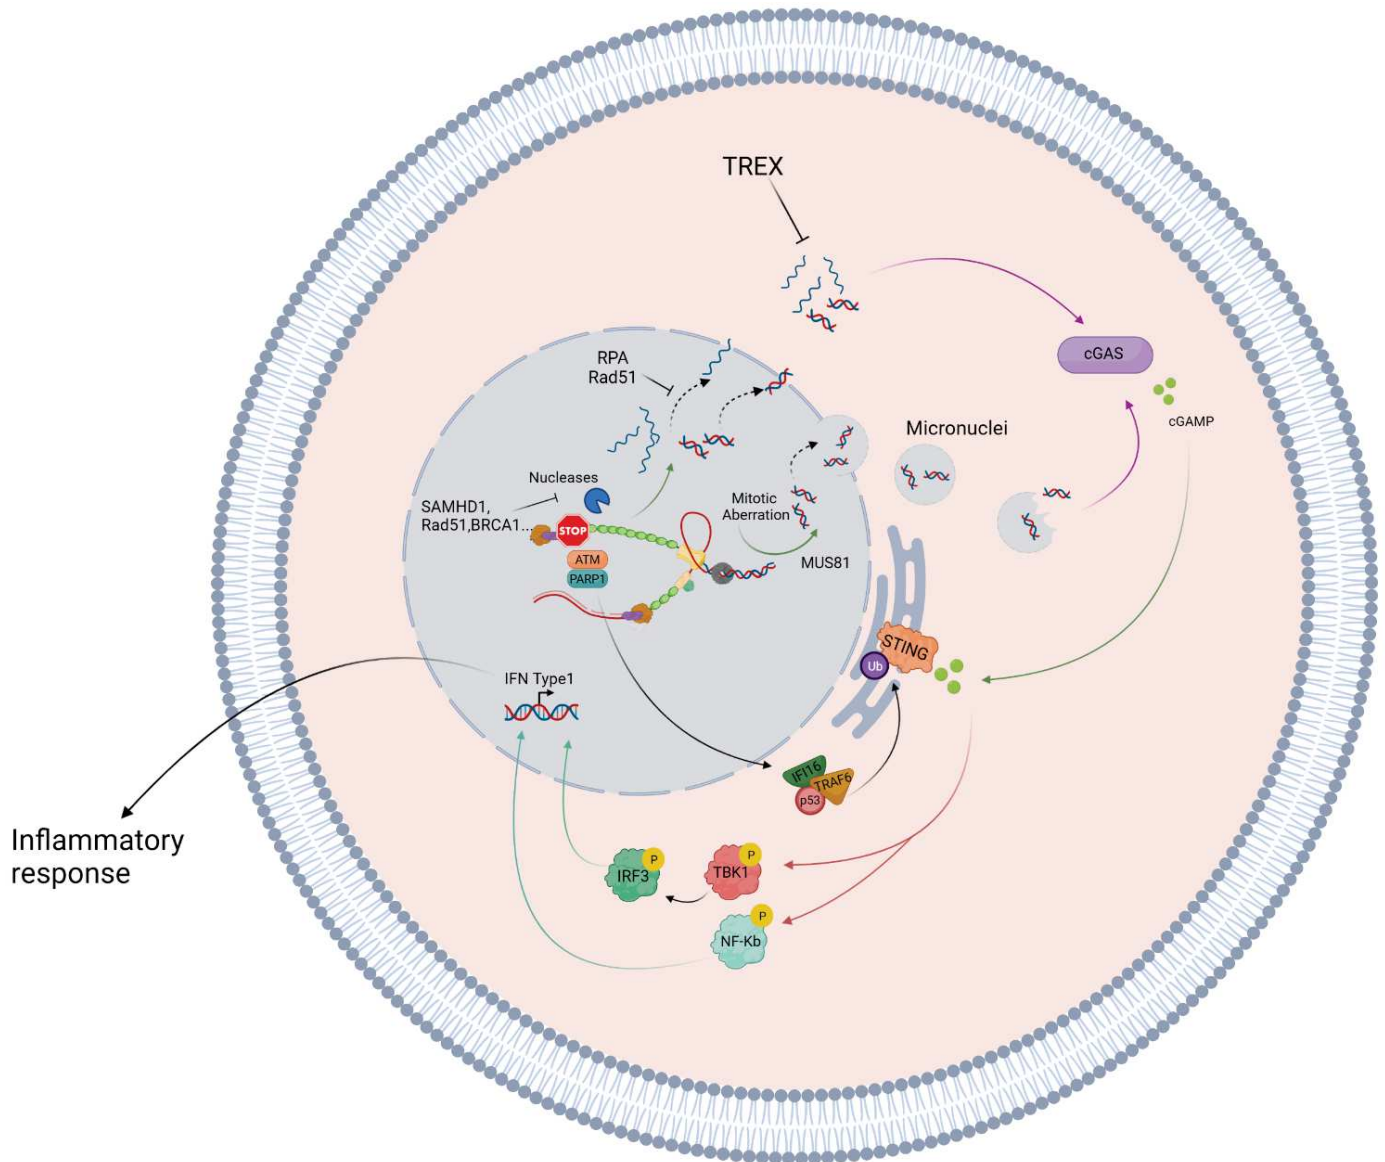 TREX
cGAS
cGAMP
RPA
Rad51
Micronuclei
Nucleases
SAMHD1,
Rad51,BRCA1...
STOP
ATM
PARP1
Mitotic
Aberration
MUS81
STING
Ub
IFN Type1
IFI16
TRAF6
p53
Inflammatory
response
P
IRF3
P
TBK1
P
NF-Kb